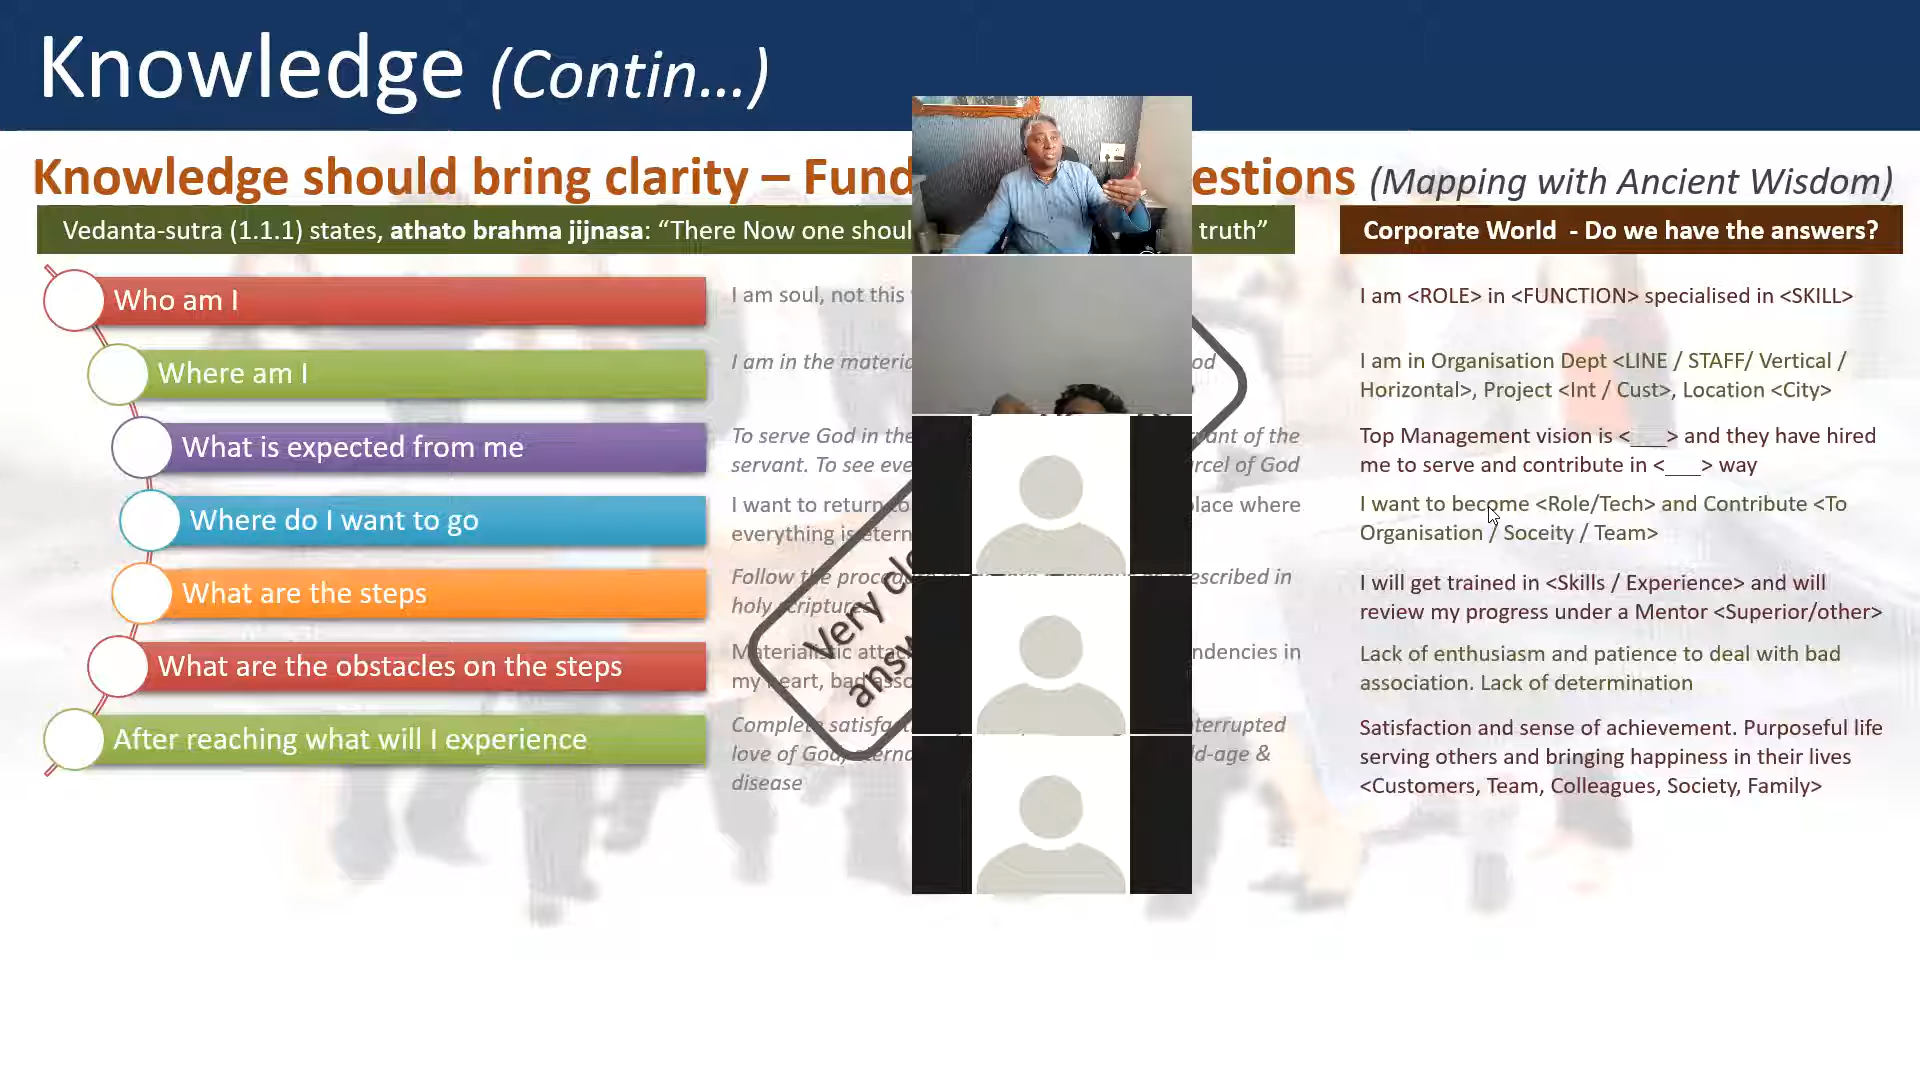 Knowledge (Contin...)
Knowledge should bring clarity – Fund estions (Mapping with Ancient Wisdom)
Vedanta-sutra (1.1.1) states, athato brahma jijnasa: “There Now one shoul truth”
Corporate World - Do we have the answers?
Who am I
I am soul, not this
I am <ROLE> in <FUNCTION> specialised in <SKILL>
Where am I
I am in the materia od
I am in Organisation Dept <LINE / STAFF/ Vertical /
Horizontal>, Project <Int / Cust>, Location <City>
What is expected from me
To serve God in the vant of the
servant. To see eve rcel of God
Top Management vision is <___> and they have hired
me to serve and contribute in <___> way
Where do I want to go
I want to return to lace where
everything is etern
I want to become <Role/Tech> and Contribute <To
Organisation / Soceity / Team>
What are the steps
Follow the procedu escribed in
holy scriptures
I will get trained in <Skills / Experience> and will
review my progress under a Mentor <Superior/other>
What are the obstacles on the steps
Materialistic attac ndencies in
my heart, bad asso
Lack of enthusiasm and patience to deal with bad
association. Lack of determination
After reaching what will I experience
Complete satisfa nterrupted
love of God, eterna ld-age &
disease
Satisfaction and sense of achievement. Purposeful life
serving others and bringing happiness in their lives
<Customers, Team, Colleagues, Society, Family>
Very cle
answ